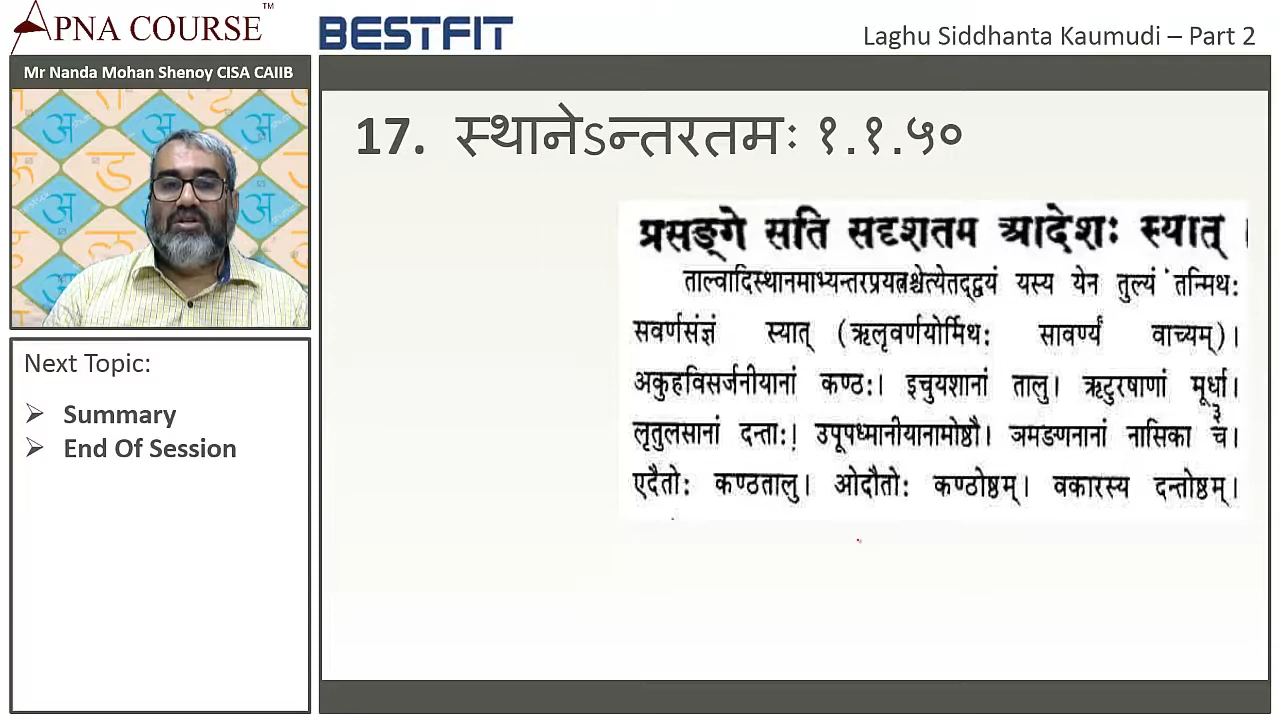 APNA COURSE™
BESTFIT
Laghu Siddhanta Kaumudi – Part 2
Mr Nanda Mohan Shenoy CISA CAIIB
Next Topic:
Summary
End Of Session
17. स्थानेऽन्तरतमः १.१.५०
प्रसङ्गे सति सदृशतम आदेशः स्यात् ।
ताल्वादिस्थानमाभ्यन्तरप्रयत्नश्चेत्येतद्द्वयं यस्य येन तुल्यं तन्मिथः
सवर्णसंज्ञं स्यात् (ऋलृवर्णयोर्मिथः सावर्ण्यं वाच्यम्)।
अकुहविसर्जनीयानां कण्ठः। इचुयशानां तालु। ऋटुरषाणां मूर्धा।
लृतुलसानां दन्ताः! उपूपध्मानीयानामोष्ठौ। ञमङणनानां नासिका च३।
एदैतोः कण्ठतालु। ओदौतोः कण्ठोष्ठम्। वकारस्य दन्तोष्ठम्।